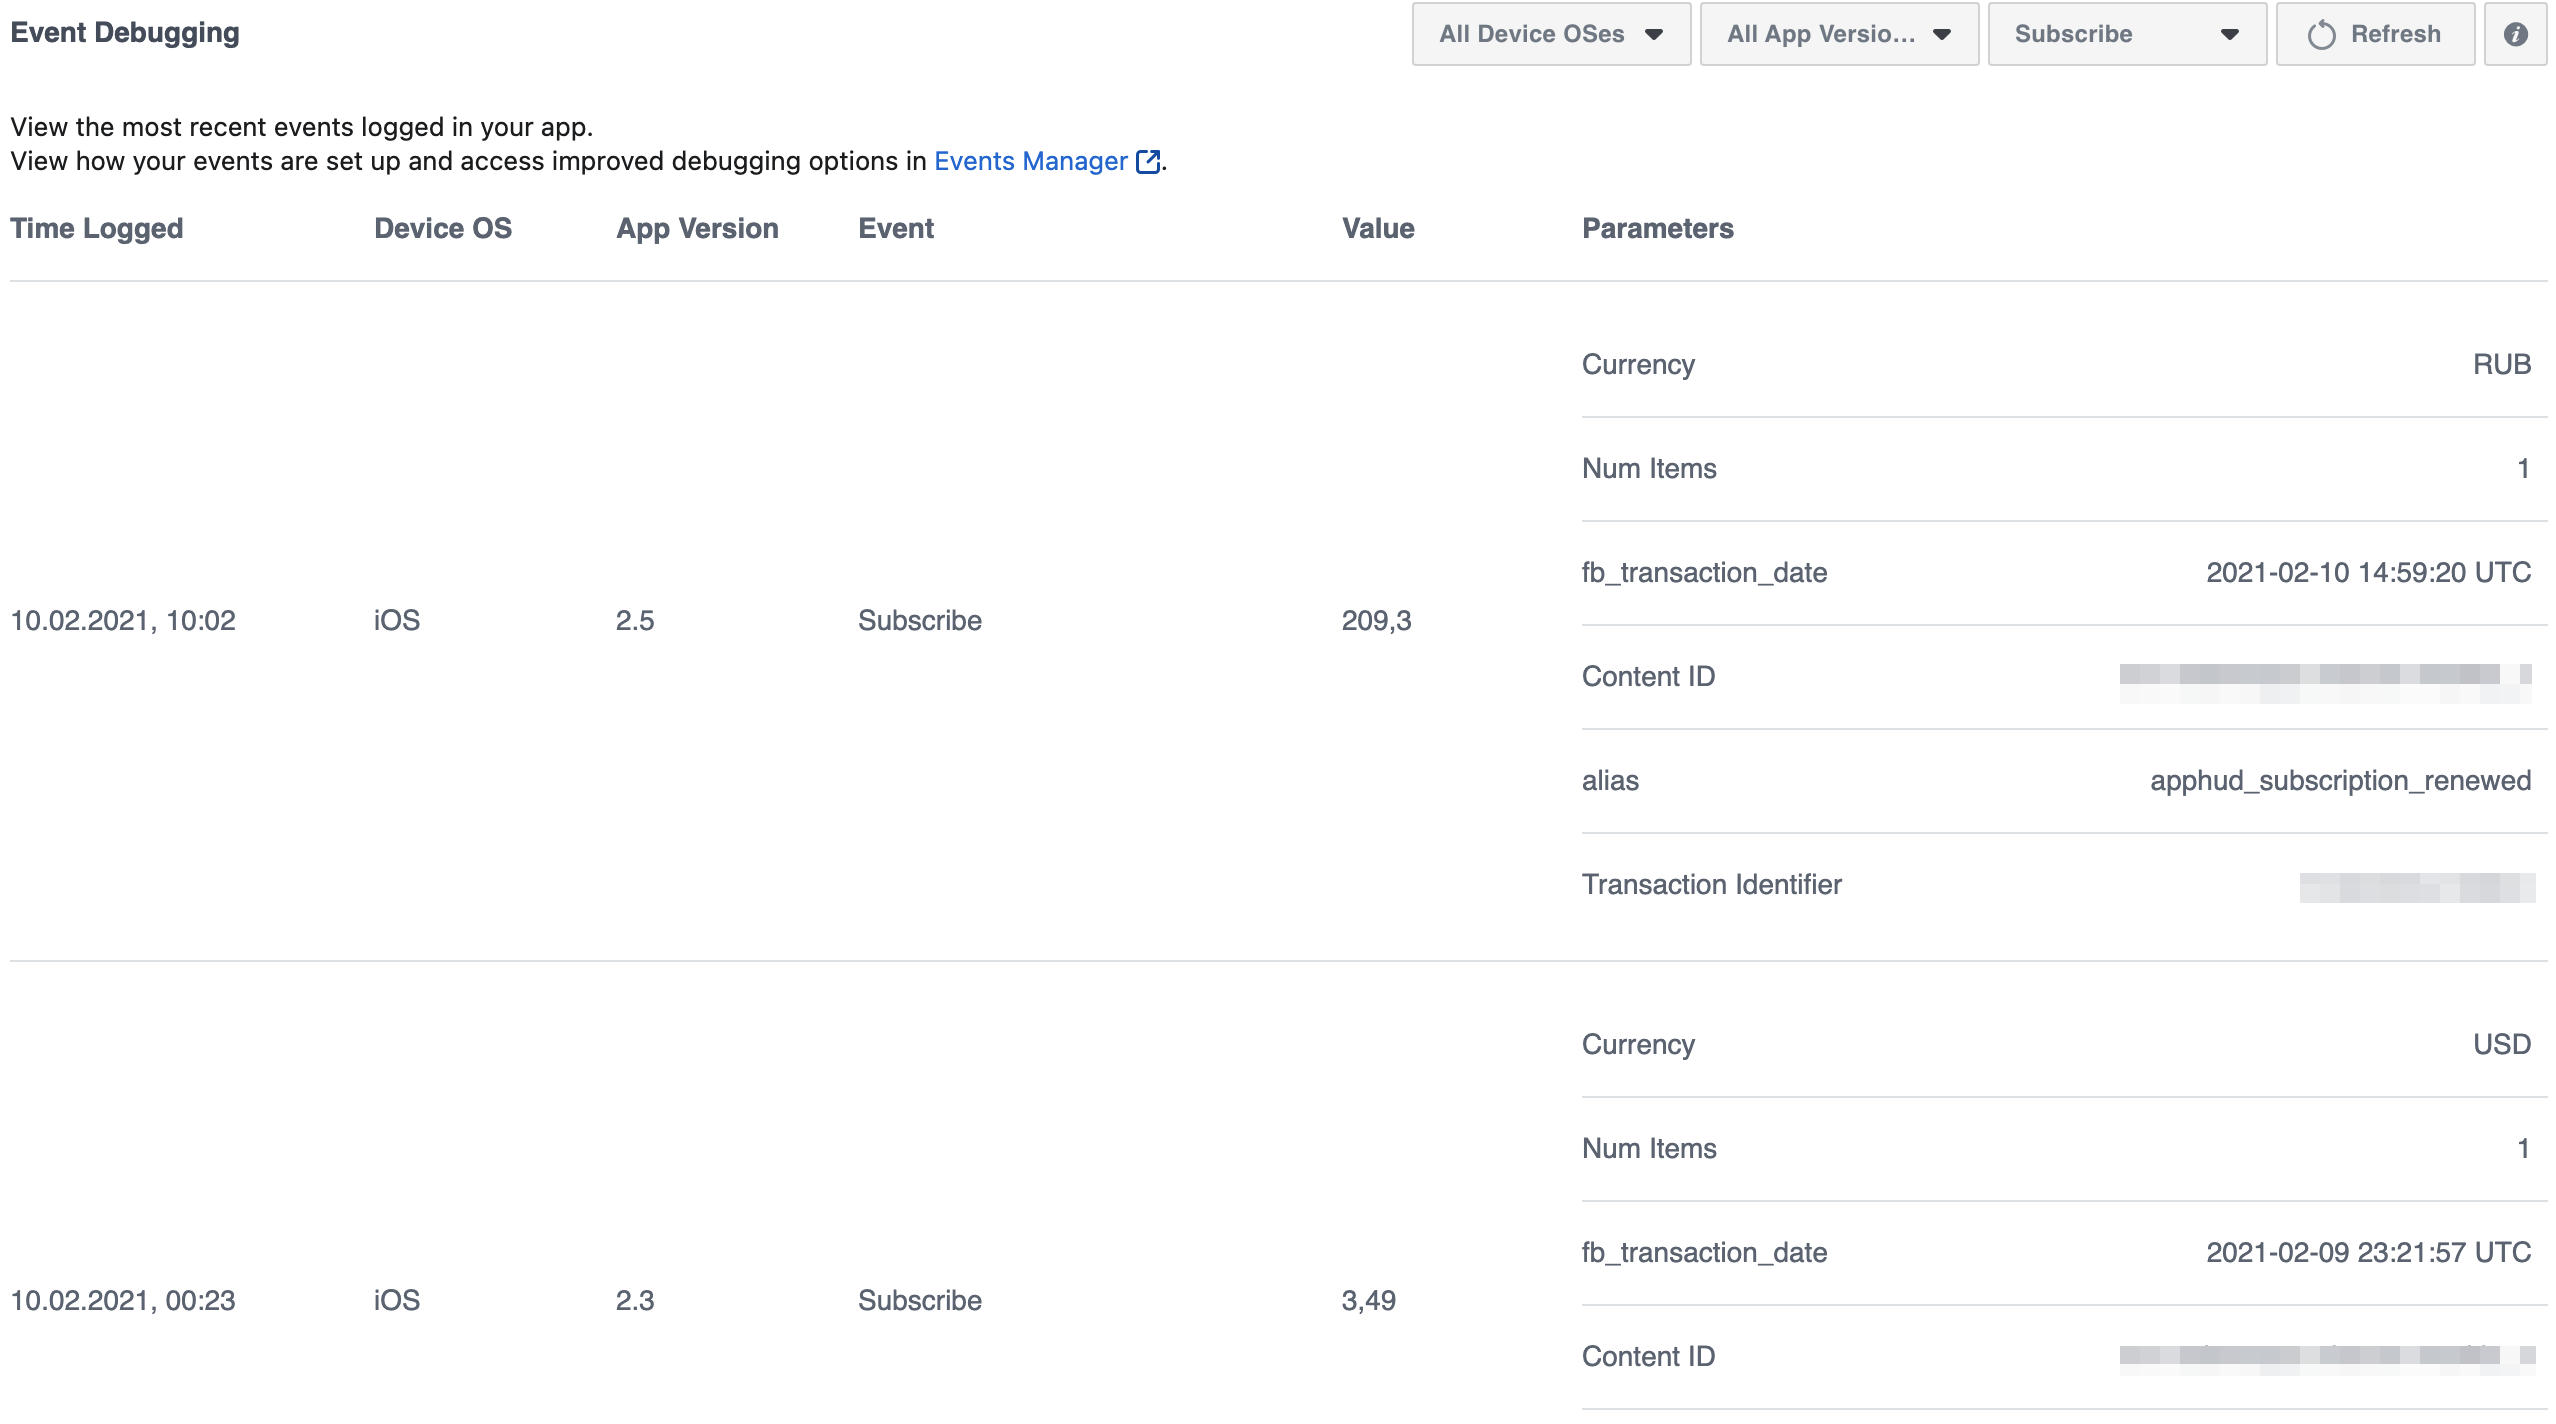 Event Debugging
All Device OSes
All App Versio...
Subscribe
Refresh
View the most recent events logged in your app.
View how your events are set up and access improved debugging options in Events Manager.
Time Logged Device OS App Version Event Value Parameters
Currency RUB
Num Items 1
fb_transaction_date 2021-02-10 14:59:20 UTC
10.02.2021, 10:02 iOS 2.5 Subscribe 209,3
Content ID
alias apphud_subscription_renewed
Transaction Identifier
Currency USD
Num Items 1
fb_transaction_date 2021-02-09 23:21:57 UTC
10.02.2021, 00:23 iOS 2.3 Subscribe 3,49
Content ID